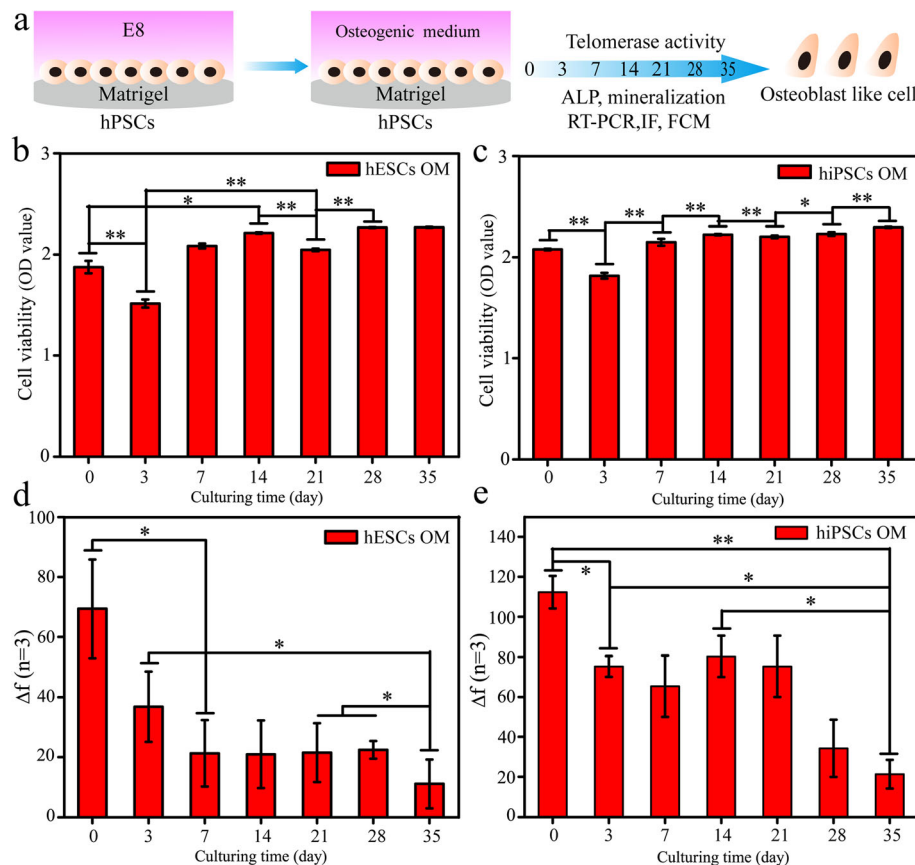 a
E8
Matrigel
hPSCs
Osteogenic medium
Matrigel
hPSCs
Telomerase activity
0 3 7 14 21 28 35
ALP, mineralization
RT-PCR,IF, FCM
Osteoblast like cell
b
hESCs OM
Cell viability (OD value)
3
2
1
0
**
*
**
**
**
0 3 7 14 21 28 35
Culturing time (day)
c
hiPSCs OM
Cell viability (OD value)
3
2
1
0
**
**
**
**
*
**
0 3 7 14 21 28 35
Culturing time (day)
d
hESCs OM
Δf (n=3)
100
80
60
40
20
0
*
*
*
0 3 7 14 21 28 35
Culturing time (day)
e
hiPSCs OM
Δf (n=3)
140
120
100
80
60
40
20
0
**
*
*
*
0 3 7 14 21 28 35
Culturing time (day)